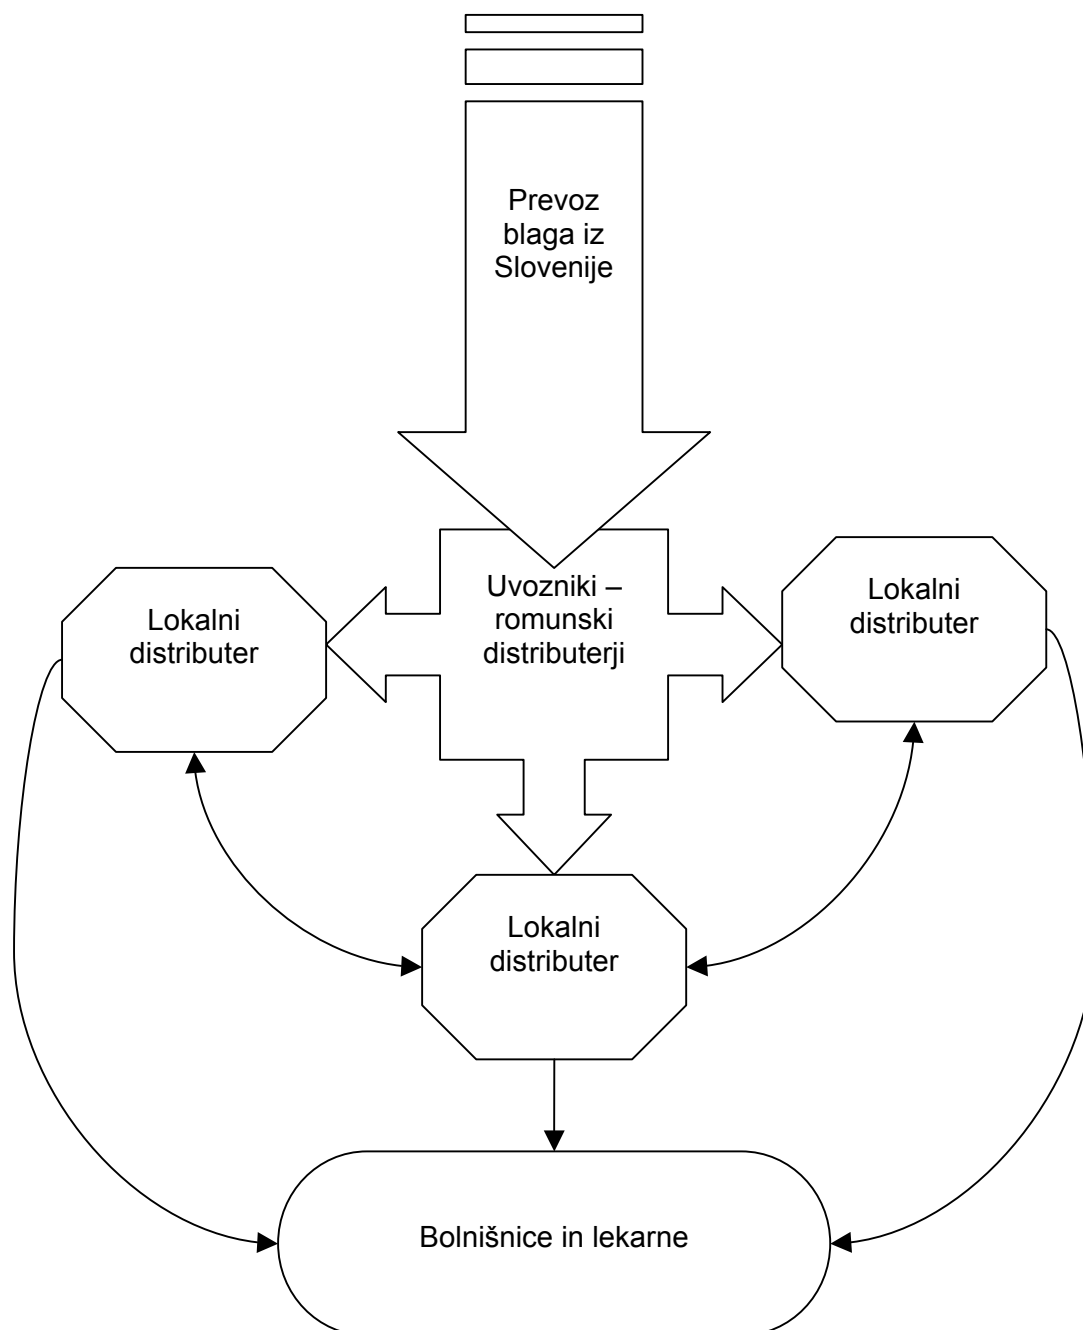 Prevoz
blaga iz
Slovenije
Uvozniki –
romunski
distributerji
Lokalni
distributer
Lokalni
distributer
Lokalni
distributer
Bolnišnice in lekarne